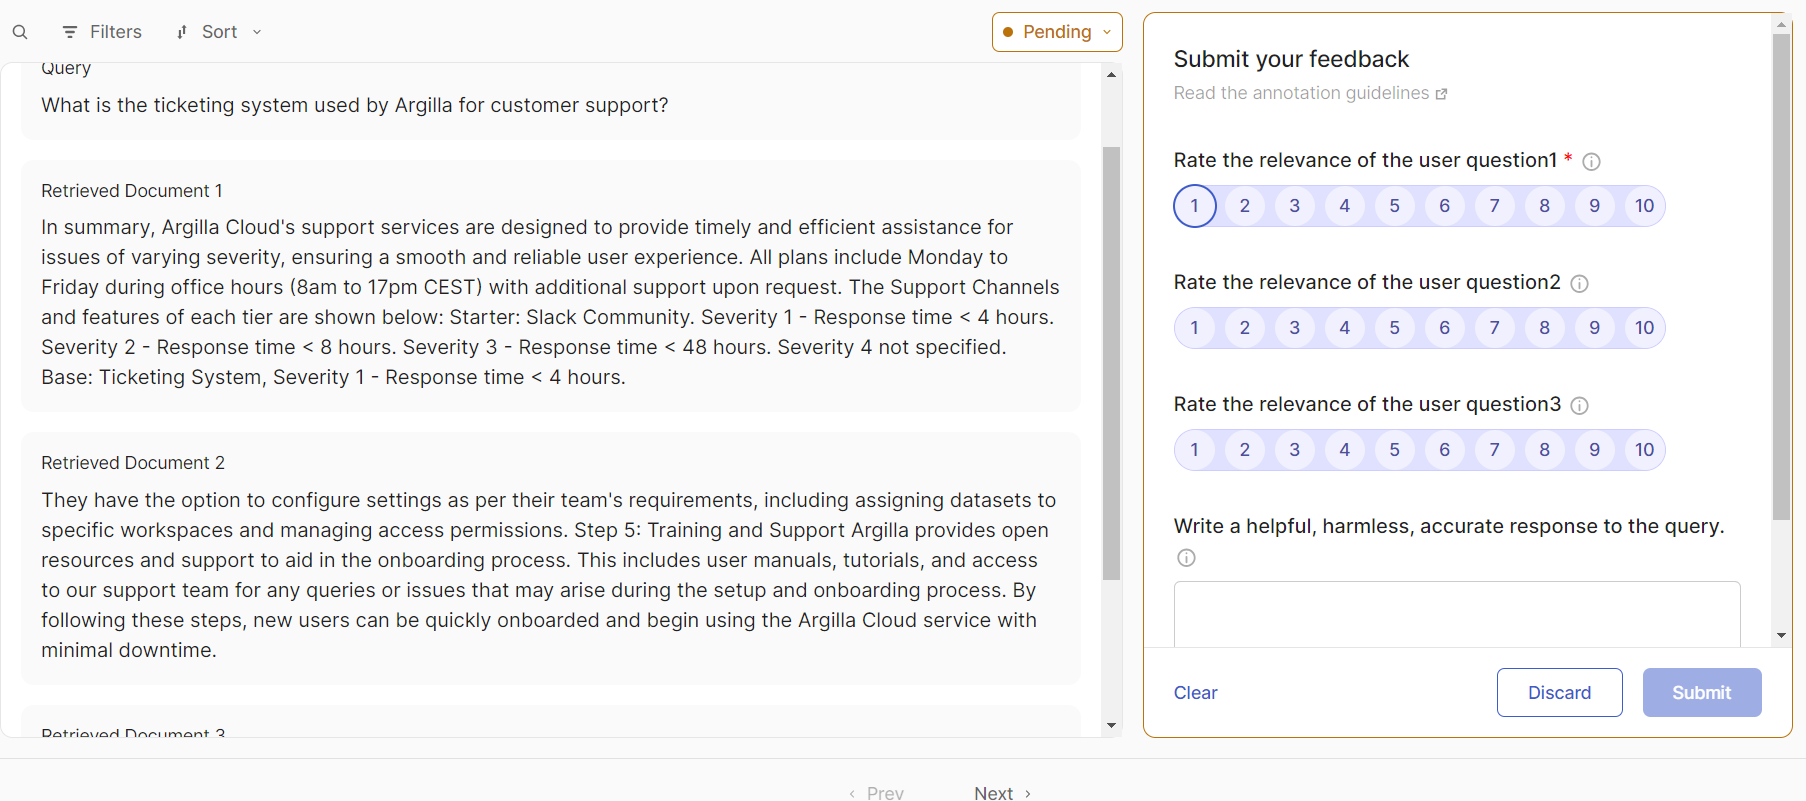 Filters
Sort
Pending
Query
What is the ticketing system used by Argilla for customer support?
Retrieved Document 1
In summary, Argilla Cloud's support services are designed to provide timely and efficient assistance for
issues of varying severity, ensuring a smooth and reliable user experience. All plans include Monday to
Friday during office hours (8am to 17pm CEST) with additional support upon request. The Support Channels
and features of each tier are shown below: Starter: Slack Community. Severity 1 - Response time < 4 hours.
Severity 2 - Response time < 8 hours. Severity 3 - Response time < 48 hours. Severity 4 not specified.
Base: Ticketing System, Severity 1 - Response time < 4 hours.
Retrieved Document 2
They have the option to configure settings as per their team's requirements, including assigning datasets to
specific workspaces and managing access permissions. Step 5: Training and Support Argilla provides open
resources and support to aid in the onboarding process. This includes user manuals, tutorials, and access
to our support team for any queries or issues that may arise during the setup and onboarding process. By
following these steps, new users can be quickly onboarded and begin using the Argilla Cloud service with
minimal downtime.
Retrieved Document 3
Submit your feedback
Read the annotation guidelines
Rate the relevance of the user question1 *
1 2 3 4 5 6 7 8 9 10
Rate the relevance of the user question2
1 2 3 4 5 6 7 8 9 10
Rate the relevance of the user question3
1 2 3 4 5 6 7 8 9 10
Write a helpful, harmless, accurate response to the query.
Clear
Discard
Submit
Prev
Next